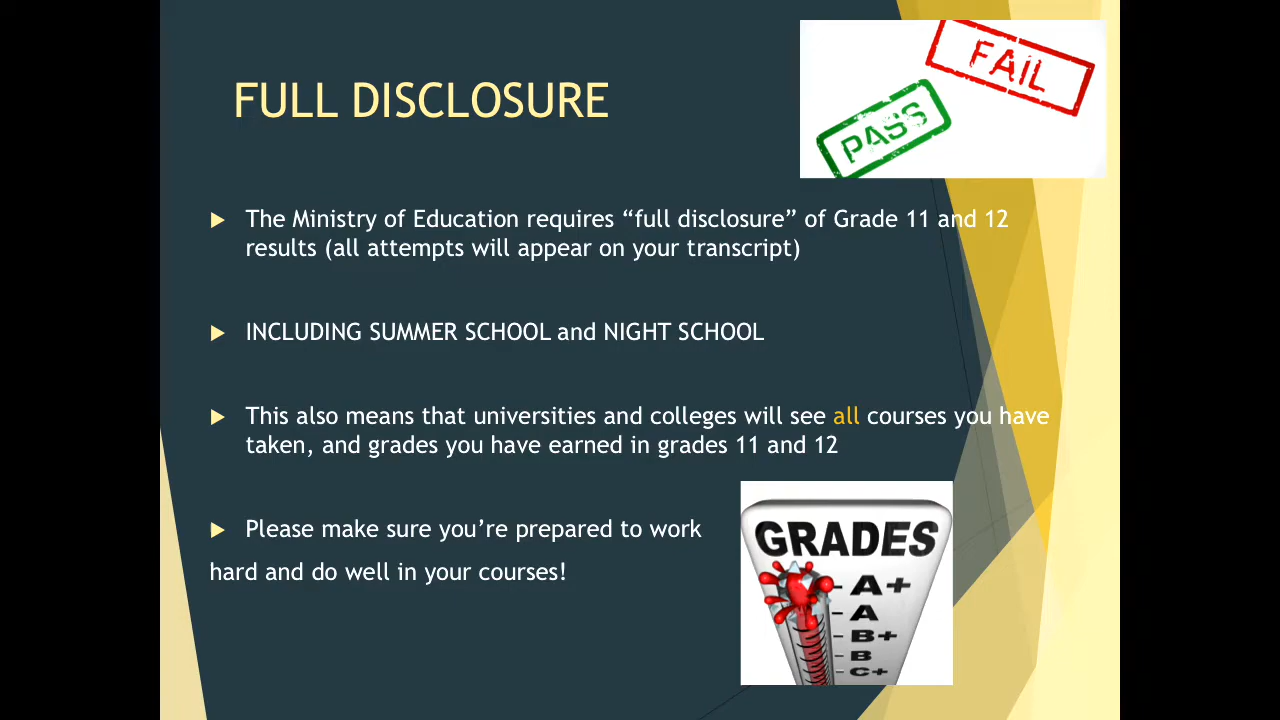 FAIL
PASS
FULL DISCLOSURE
The Ministry of Education requires “full disclosure” of Grade 11 and 12
results (all attempts will appear on your transcript)
INCLUDING SUMMER SCHOOL and NIGHT SCHOOL
This also means that universities and colleges will see all courses you have
taken, and grades you have earned in grades 11 and 12
Please make sure you’re prepared to work
hard and do well in your courses!
GRADES
A+
A
B+
B
C+